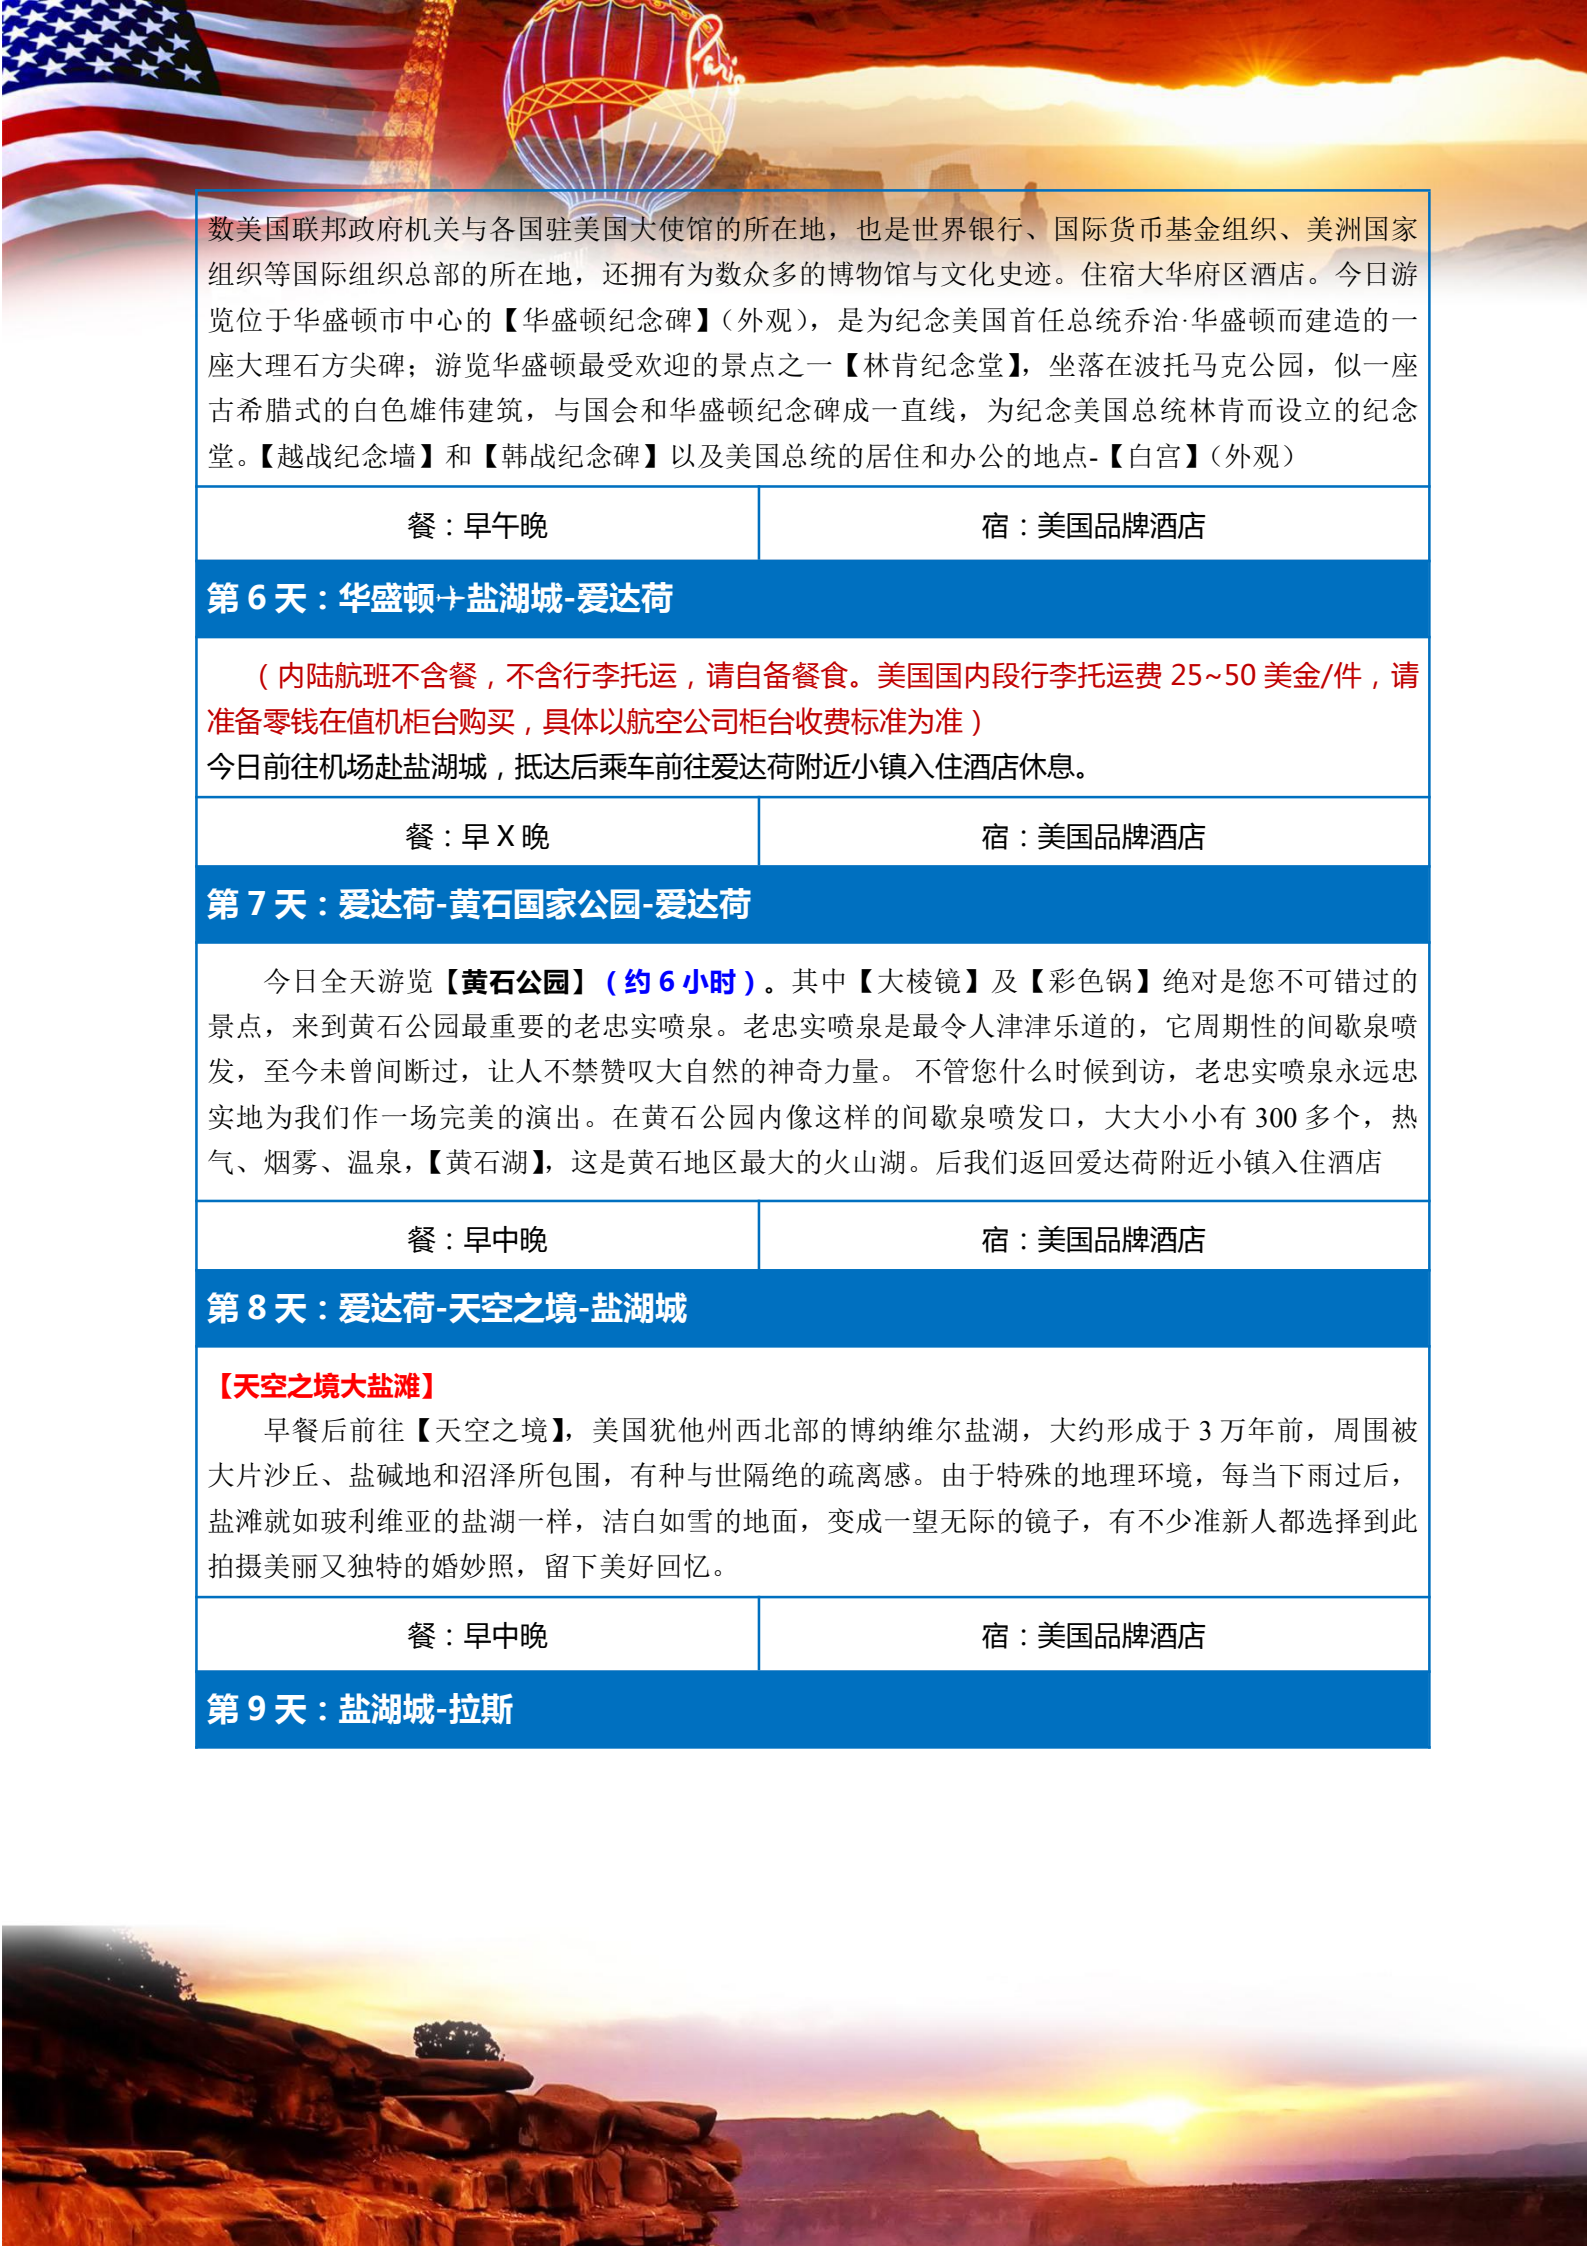 Paris
数美国联邦政府机关与各国驻美国大使馆的所在地，也是世界银行、国际货币基金组织、美洲国家
组织等国际组织总部的所在地，还拥有为数众多的博物馆与文化史迹。住宿大华府区酒店。今日游
览位于华盛顿市中心的【华盛顿纪念碑】（外观），是为纪念美国首任总统乔治·华盛顿而建造的一
座大理石方尖碑；游览华盛顿最受欢迎的景点之一【林肯纪念堂】，坐落在波托马克公园，似一座
古希腊式的白色雄伟建筑，与国会和华盛顿纪念碑成一直线，为纪念美国总统林肯而设立的纪念
堂。【越战纪念墙】和【韩战纪念碑】以及美国总统的居住和办公的地点-【白宫】（外观）
餐：早午晚
宿：美国品牌酒店
第 6 天：华盛顿✈盐湖城-爱达荷
（内陆航班不含餐，不含行李托运，请自备餐食。美国国内段行李托运费 25~50 美金/件，请
准备零钱在值机柜台购买，具体以航空公司柜台收费标准为准）
今日前往机场赴盐湖城，抵达后乘车前往爱达荷附近小镇入住酒店休息。
餐：早 X 晚
宿：美国品牌酒店
第 7 天：爱达荷-黄石国家公园-爱达荷
今日全天游览【黄石公园】（约 6 小时）。其中【大棱镜】及【彩色锅】绝对是您不可错过的
景点，来到黄石公园最重要的老忠实喷泉。老忠实喷泉是最令人津津乐道的，它周期性的间歇泉喷
发，至今未曾间断过，让人不禁赞叹大自然的神奇力量。 不管您什么时候到访，老忠实喷泉永远忠
实地为我们作一场完美的演出。在黄石公园内像这样的间歇泉喷发口，大大小小有 300 多个，热
气、烟雾、温泉，【黄石湖】，这是黄石地区最大的火山湖。后我们返回爱达荷附近小镇入住酒店
餐：早中晚
宿：美国品牌酒店
第 8 天：爱达荷-天空之境-盐湖城
【天空之境大盐滩】
早餐后前往【天空之境】，美国犹他州西北部的博纳维尔盐湖，大约形成于 3 万年前，周围被
大片沙丘、盐碱地和沼泽所包围，有种与世隔绝的疏离感。由于特殊的地理环境，每当下雨过后，
盐滩就如玻利维亚的盐湖一样，洁白如雪的地面，变成一望无际的镜子，有不少准新人都选择到此
拍摄美丽又独特的婚妙照，留下美好回忆。
餐：早中晚
宿：美国品牌酒店
第 9 天：盐湖城-拉斯